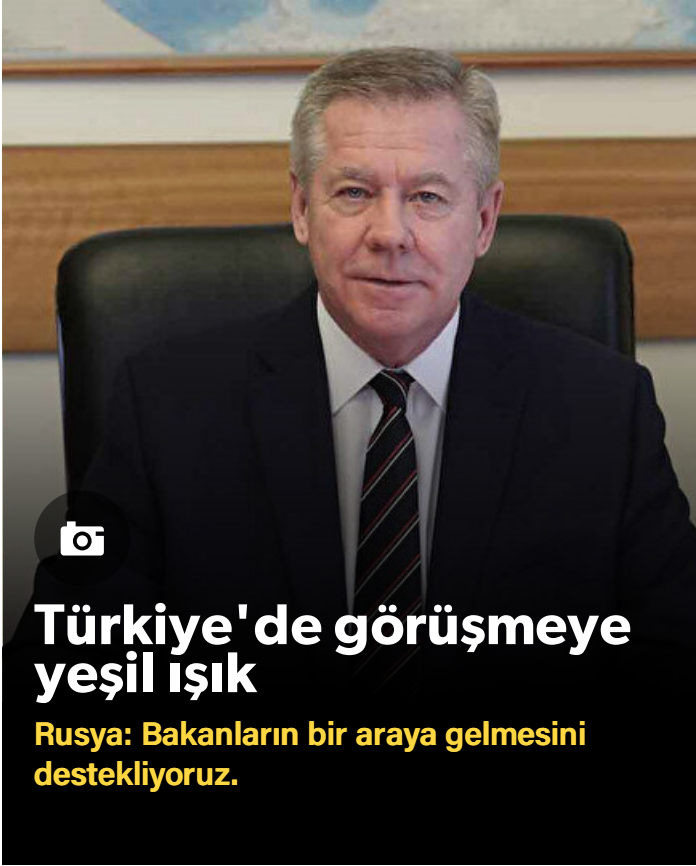 Türkiye'de görüşmeye
yeşil ışık
Rusya: Bakanların bir araya gelmesini
destekliyoruz.